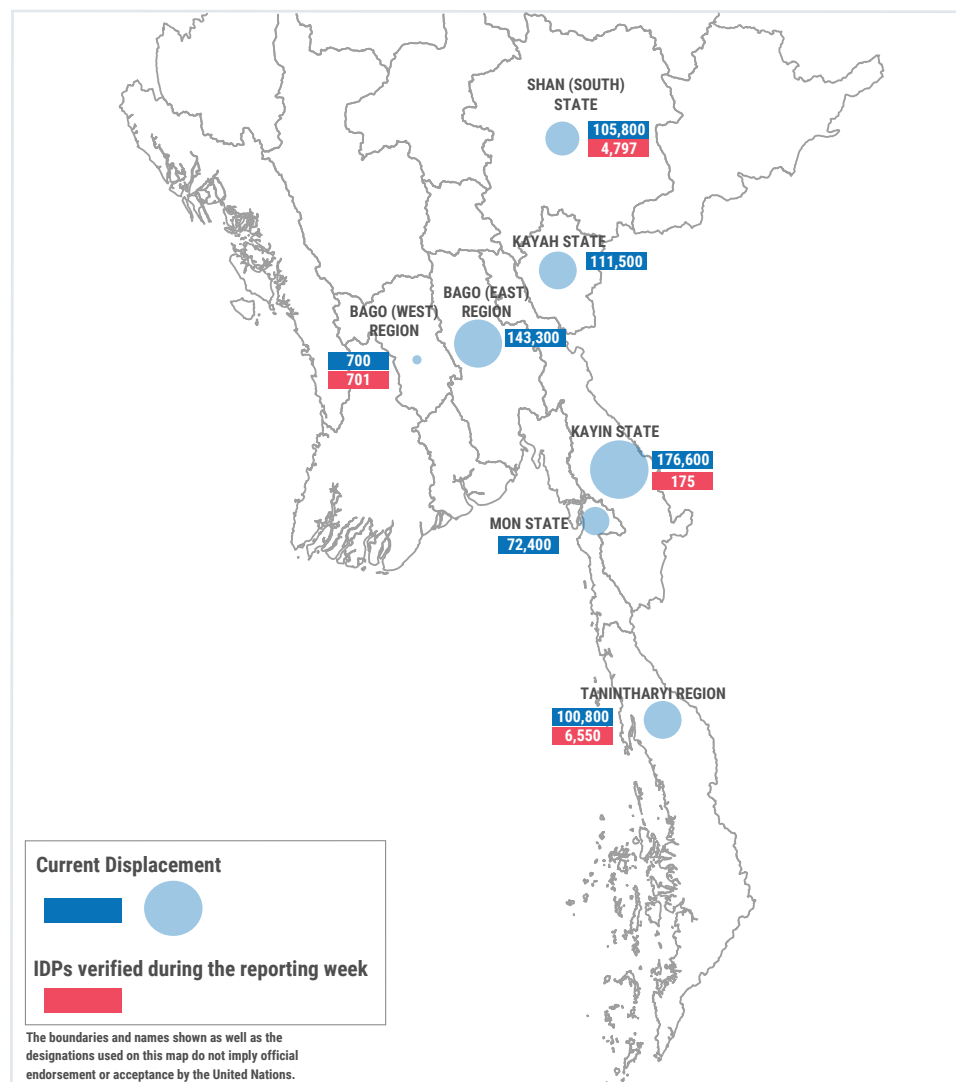 SHAN (SOUTH)
STATE
105,800
4,797
KAYAH STATE
111,500
BAGO (EAST)
REGION
143,300
BAGO (WEST)
REGION
700
701
KAYIN STATE
176,600
175
MON STATE
72,400
TANINTHARYI REGION
100,800
6,550
Current Displacement
IDPs verified during the reporting week
The boundaries and names shown as well as the
designations used on this map do not imply official
endorsement or acceptance by the United Nations.